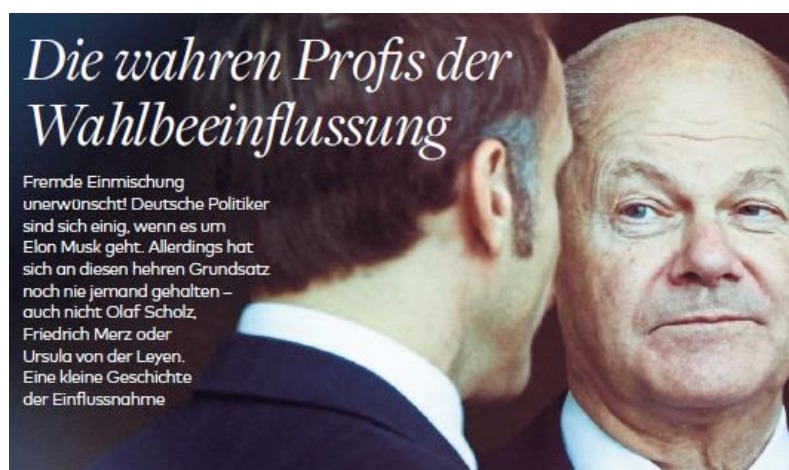 Die wahren Profis der
Wahlbeeinflussung
Fremde Einmischung
unerwünscht! Deutsche Politiker
sind sich einig, wenn es um
Elon Musk geht. Allerdings hat
sich an diesen hehren Grundsatz
noch nie jemand gehalten –
auch nicht Olaf Scholz,
Friedrich Merz oder
Ursula von der Leyen.
Eine kleine Geschichte
der Einflussnahme